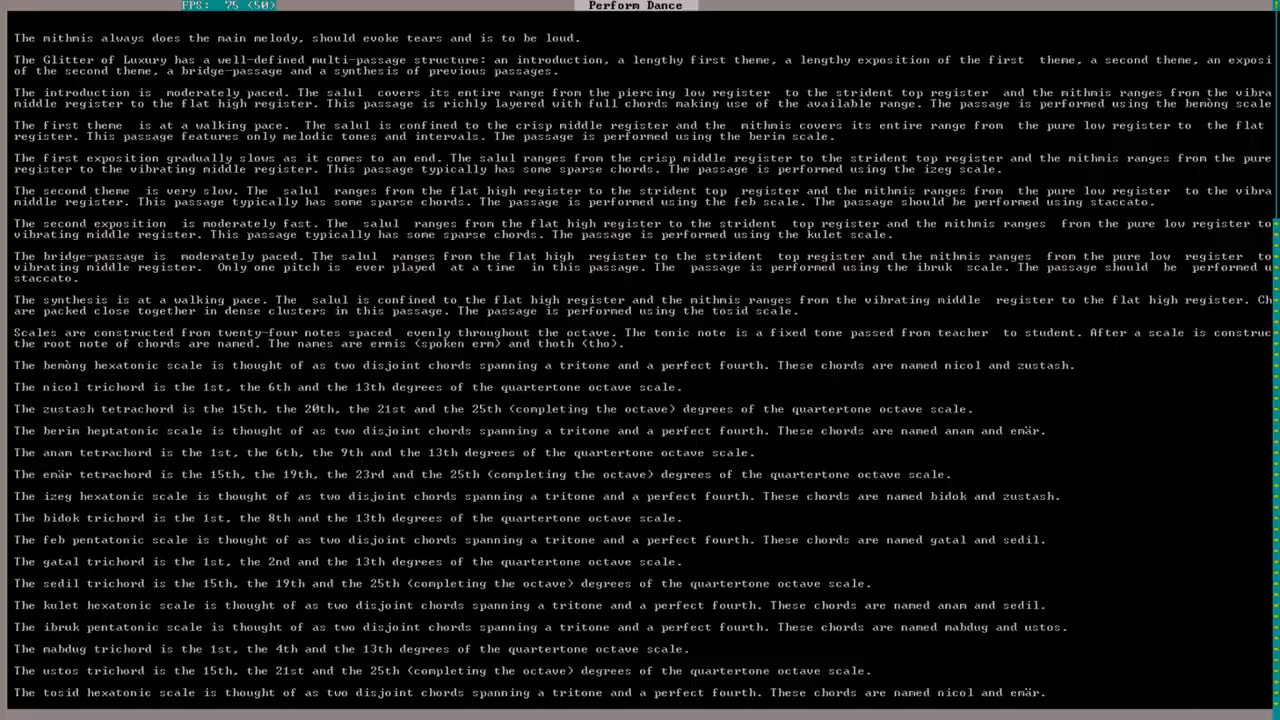 FPS: 75 (50)
Perform Dance
The mithmis always does the main melody, should evoke tears and is to be loud.
The Glitter of Luxury has a well-defined multi-passage structure: an introduction, a lengthy first theme, a lengthy exposition of the first theme, a second theme, an exposi
of the second theme, a bridge-passage and a synthesis of previous passages.
The introduction is moderately paced. The salul covers its entire range from the piercing low register to the strident top register and the mithmis ranges from the vibra
middle register to the flat high register. This passage is richly layered with full chords making use of the available range. The passage is performed using the bemòng scale
The first theme is at a walking pace. The salul is confined to the crisp middle register and the mithmis covers its entire range from the pure low register to the flat
register. This passage features only melodic tones and intervals. The passage is performed using the berim scale.
The first exposition gradually slows as it comes to an end. The salul ranges from the crisp middle register to the strident top register and the mithmis ranges from the pure
register to the vibrating middle register. This passage typically has some sparse chords. The passage is performed using the izeg scale.
The second theme is very slow. The salul ranges from the flat high register to the strident top register and the mithmis ranges from the pure low register to the vibra
middle register. This passage typically has some sparse chords. The passage is performed using the feb scale. The passage should be performed using staccato.
The second exposition is moderately fast. The salul ranges from the flat high register to the strident top register and the mithmis ranges from the pure low register to
vibrating middle register. This passage typically has some sparse chords. The passage is performed using the kulet scale.
The bridge-passage is moderately paced. The salul ranges from the flat high register to the strident top register and the mithmis ranges from the pure low register to
vibrating middle register. Only one pitch is ever played at a time in this passage. The passage is performed using the ibruk scale. The passage should be performed u
staccato.
The synthesis is at a walking pace. The salul is confined to the flat high register and the mithmis ranges from the vibrating middle register to the flat high register. Ch
are packed close together in dense clusters in this passage. The passage is performed using the tosid scale.
Scales are constructed from twenty-four notes spaced evenly throughout the octave. The tonic note is a fixed tone passed from teacher to student. After a scale is construc
the root note of chords are named. The names are ermis (spoken erm) and thoth (tho).
The bemòng hexatonic scale is thought of as two disjoint chords spanning a tritone and a perfect fourth. These chords are named nicol and zustash.
The nicol trichord is the 1st, the 6th and the 13th degrees of the quartertone octave scale.
The zustash tetrachord is the 15th, the 20th, the 21st and the 25th (completing the octave) degrees of the quartertone octave scale.
The berim heptatonic scale is thought of as two disjoint chords spanning a tritone and a perfect fourth. These chords are named anam and emär.
The anam tetrachord is the 1st, the 6th, the 9th and the 13th degrees of the quartertone octave scale.
The emär tetrachord is the 15th, the 19th, the 23rd and the 25th (completing the octave) degrees of the quartertone octave scale.
The izeg hexatonic scale is thought of as two disjoint chords spanning a tritone and a perfect fourth. These chords are named bidok and zustash.
The bidok trichord is the 1st, the 8th and the 13th degrees of the quartertone octave scale.
The feb pentatonic scale is thought of as two disjoint chords spanning a tritone and a perfect fourth. These chords are named gatal and sedil.
The gatal trichord is the 1st, the 2nd and the 13th degrees of the quartertone octave scale.
The sedil trichord is the 15th, the 19th and the 25th (completing the octave) degrees of the quartertone octave scale.
The kulet hexatonic scale is thought of as two disjoint chords spanning a tritone and a perfect fourth. These chords are named anam and sedil.
The ibruk pentatonic scale is thought of as two disjoint chords spanning a tritone and a perfect fourth. These chords are named mabdug and ustos.
The mabdug trichord is the 1st, the 4th and the 13th degrees of the quartertone octave scale.
The ustos trichord is the 15th, the 21st and the 25th (completing the octave) degrees of the quartertone octave scale.
The tosid hexatonic scale is thought of as two disjoint chords spanning a tritone and a perfect fourth. These chords are named nicol and emär.